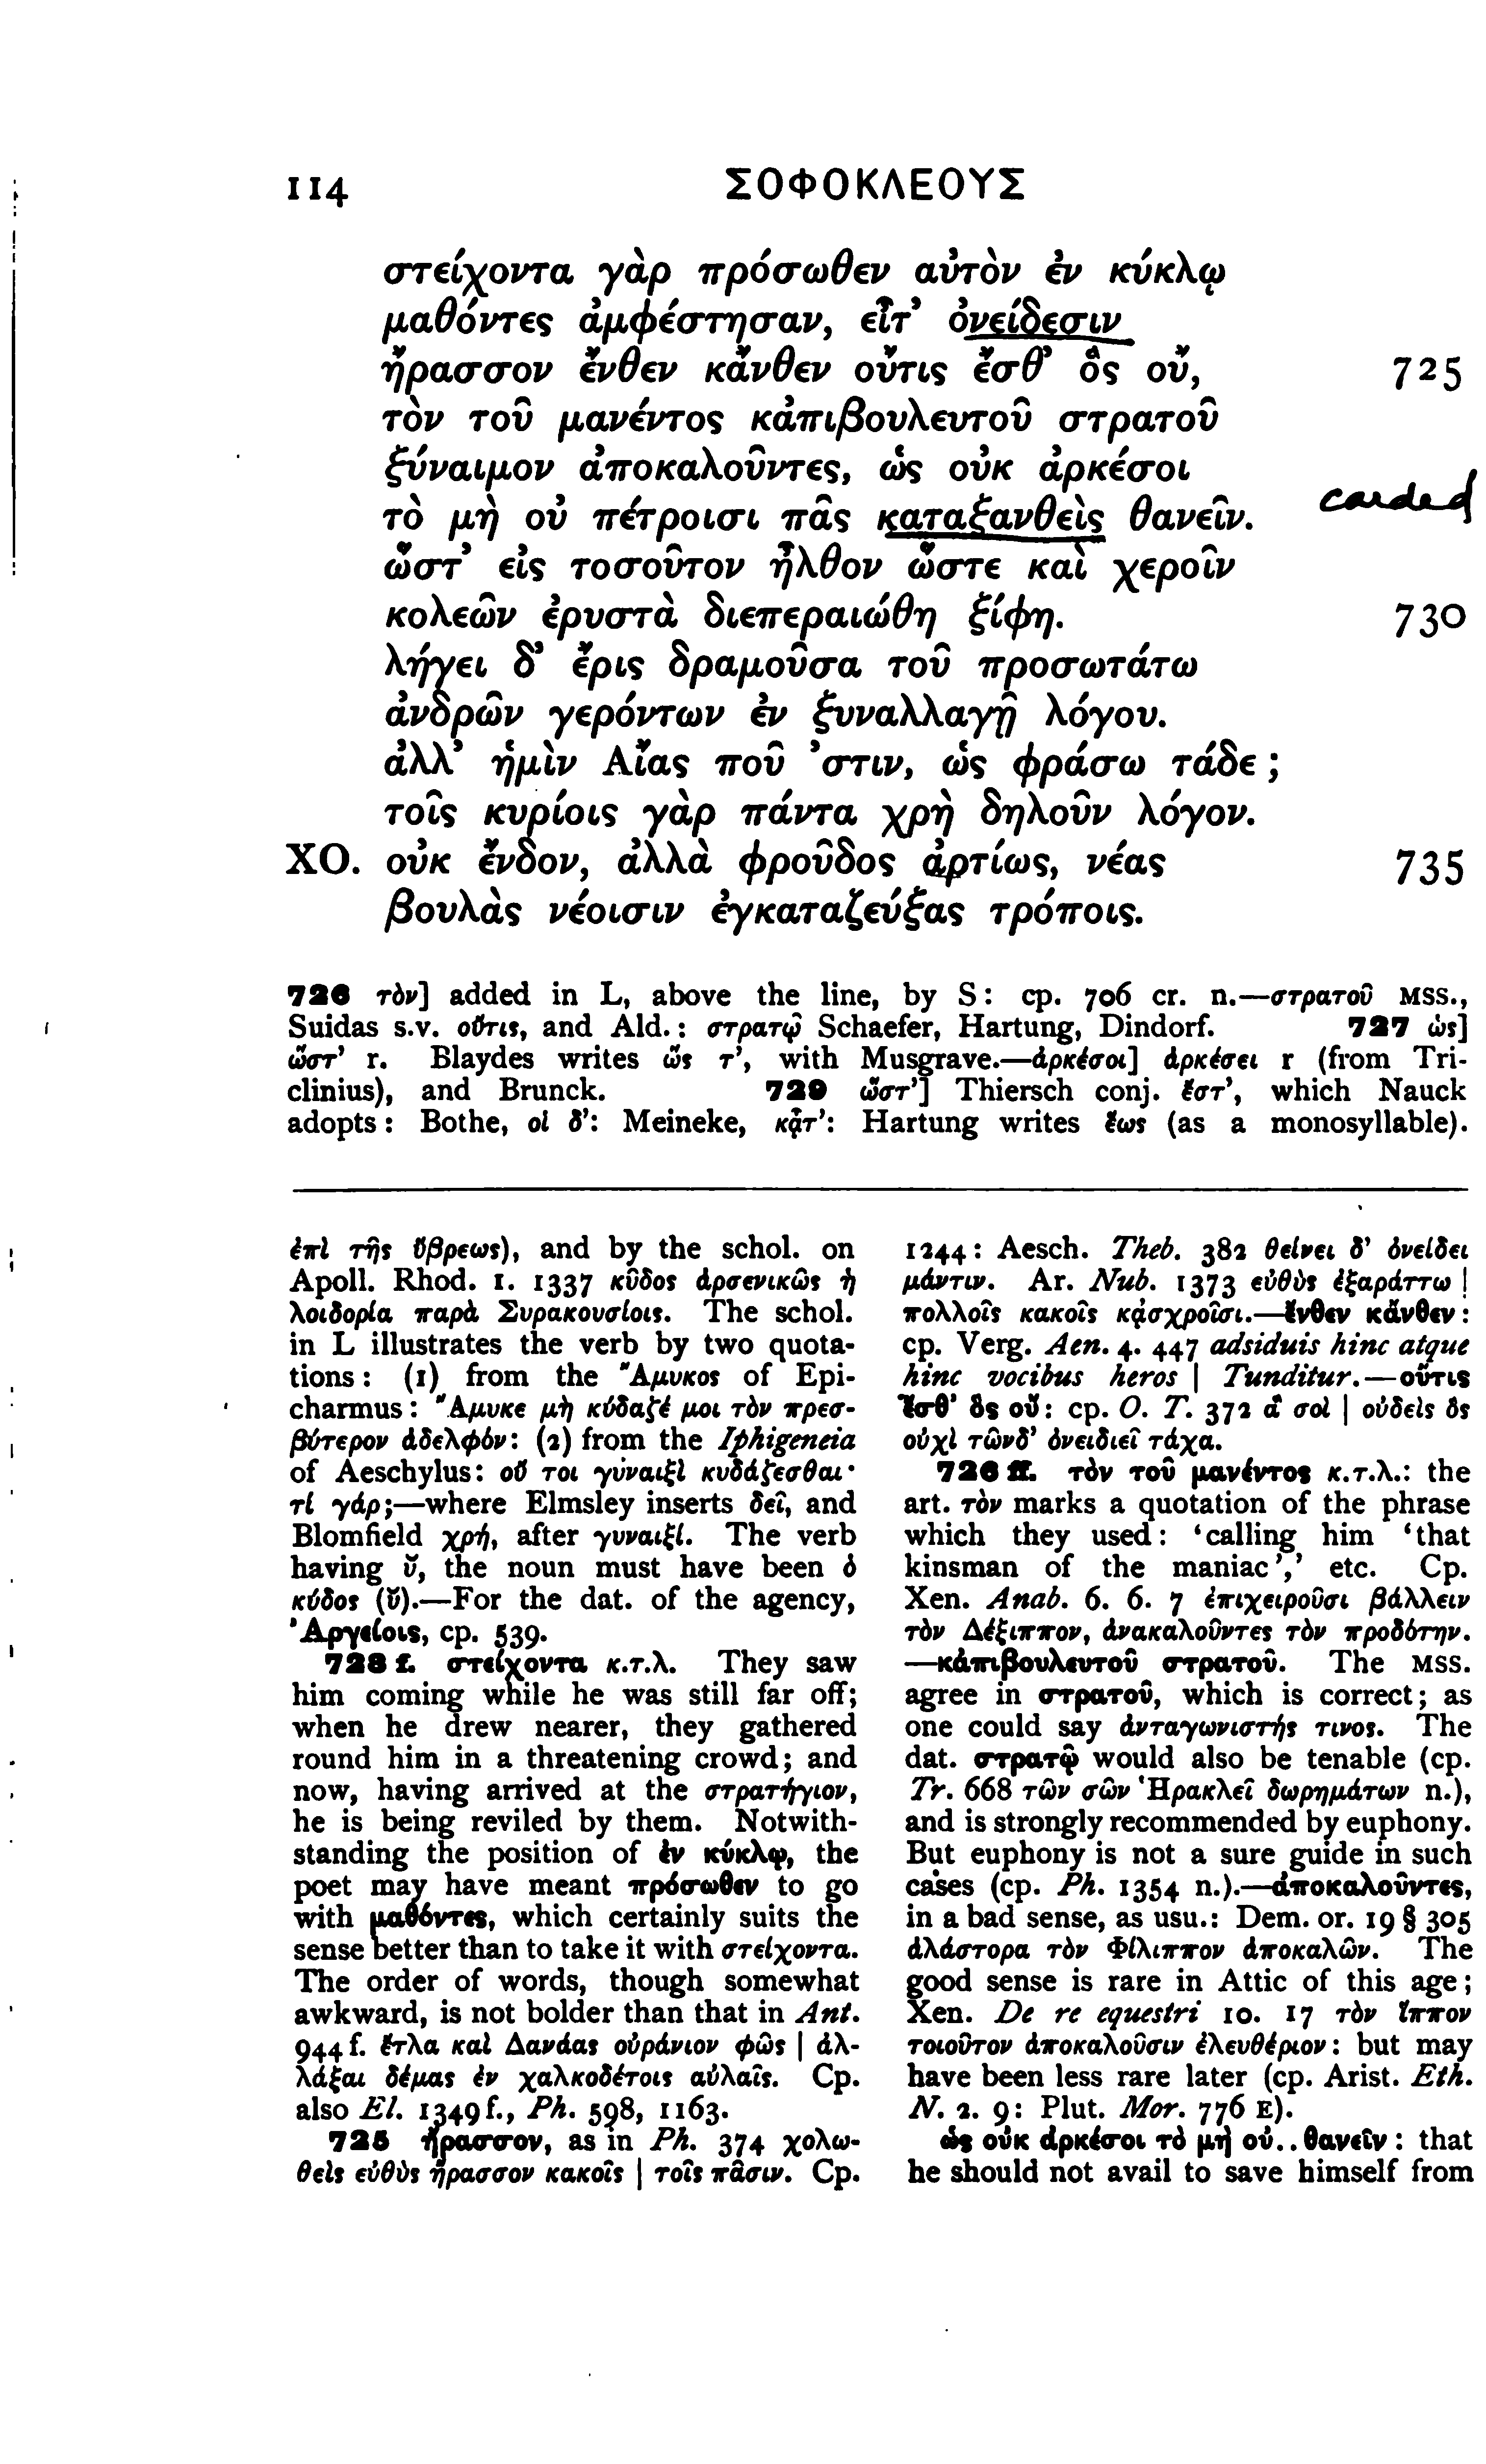 114 ΣΟΦΟΚΛΕΟΥΣ
στείχοντα γὰρ πρόσωθεν αὐτὸν ἐν κύκλῳ
μαθόντες ἀμφέστησαν, εἶτ’ ὀνείδεσιν
ἤρασσον ἔνθεν κἄνθεν οὔτις ἔσθ’ ὃς οὔ, 725
τὸν τοῦ μανέντος κἀπιβουλευτοῦ στρατοῦ
ξύναιμον ἀποκαλοῦντες, ὡς οὐκ ἀρκέσοι
τὸ μὴ οὐ πέτροισι πᾶς καταξανθεὶς θανεῖν. carded
ὥστ’ εἰς τοσοῦτον ἦλθον ὥστε καὶ χεροῖν
κολεῶν ἐρυστὰ διεπεραιώθη ξίφη. 730
λήγει δ’ ἔρις δραμοῦσα τοῦ προσωτάτω
ἀνδρῶν γερόντων ἐν ξυναλλαγῇ λόγου.
ἀλλ’ ἡμὶν Αἴας ποῦ ’στιν, ὡς φράσω τάδε;
τοῖς κυρίοις γὰρ πάντα χρὴ δηλοῦν λόγον.
ΧΟ. οὐκ ἔνδον, ἀλλὰ φροῦδος ἀρτίως, νέας 735
βουλὰς νέοισιν ἐγκαταζεύξας τρόποις.
726 τὸν] added in L, above the line, by S: cp. 706 cr. n.—στρατοῦ MSS.,
Suidas s.v. οὔτις, and Ald.: στρατῷ Schaefer, Hartung, Dindorf. 727 ὡς]
ὥστ’ r. Blaydes writes ὥς τ’, with Musgrave.—ἀρκέσοι] ἀρκέσει r (from Tri-
clinius), and Brunck. 729 ὥστ’] Thiersch conj. ἔστ’, which Nauck
adopts: Bothe, οἱ δ’: Meineke, κᾆτ’: Hartung writes ἕως (as a monosyllable).
ἐπὶ τῆς ὕβρεως), and by the schol. on
Apoll. Rhod. 1. 1337 κῦδος ἀρσενικῶς ἡ
λοιδορία παρὰ Συρακουσίοις. The schol.
in L illustrates the verb by two quota-
tions: (1) from the Ἄμυκος of Epi-
charmus: Ἄμυκε μὴ κύδαζέ μοι τὸν πρεσ-
βύτερον ἀδελφόν: (2) from the Iphigeneia
of Aeschylus: οὔ τοι γύναιξὶ κυδάζεσθαι·
τί γάρ;—where Elmsley inserts δεῖ, and
Blomfield χρή, after γυναιξί. The verb
having ῠ, the noun must have been ὁ
κύδος (ῠ).—For the dat. of the agency,
Ἀργείοις, cp. 539.
723 f. στείχοντα κ.τ.λ. They saw
him coming while he was still far off;
when he drew nearer, they gathered
round him in a threatening crowd; and
now, having arrived at the στρατήγιον,
he is being reviled by them. Notwith-
standing the position of ἐν κύκλῳ, the
poet may have meant πρόσωθεν to go
with μαθόντες, which certainly suits the
sense better than to take it with στείχοντα.
The order of words, though somewhat
awkward, is not bolder than that in Ant.
944 f. ἔτλα καὶ Δανάας οὐράνιον φῶς | ἀλ-
λάξαι δέμας ἐν χαλκοδέτοις αὐλαῖς. Cp.
also El. 1349 f., Ph. 598, 1163.
725 ἤρασσον, as in Ph. 374 χολω-
θεὶς εὐθὺς ἤρασσον κακοῖς | τοῖς πᾶσιν. Cp.
1244: Aesch. Theb. 382 θείνει δ’ ὀνείδει
μάντιν. Ar. Nub. 1373 εὐθὺς ἐξαράττω |
πολλοῖς κακοῖς κᾀσχροῖσι.—ἔνθεν κἄνθεν:
cp. Verg. Aen. 4. 447 adsiduis hinc atque
hinc vocibus heros | Tunditur.—οὔτις
ἔσθ’ ὃς οὔ: cp. O. T. 372 ἃ σοὶ | οὐδεὶς ὃς
οὐχὶ τῶνδ’ ὀνειδιεῖ τάχα.
726 ff. τὸν τοῦ μανέντος κ.τ.λ.: the
art. τὸν marks a quotation of the phrase
which they used: ‘calling him ‘that
kinsman of the maniac’,’ etc. Cp.
Xen. Anab. 6. 6. 7 ἐπιχειροῦσι βάλλειν
τὸν Δέξιππον, ἀνακαλοῦντες τὸν προδότην.
—κἀπιβουλευτοῦ στρατοῦ. The MSS.
agree in στρατοῦ, which is correct; as
one could say ἀνταγωνιστής τινος. The
dat. στρατῷ would also be tenable (cp.
Tr. 668 τῶν σῶν Ἡρακλεῖ δωρημάτων n.),
and is strongly recommended by euphony.
But euphony is not a sure guide in such
cases (cp. Ph. 1354 n.).—ἀποκαλοῦντες,
in a bad sense, as usu.: Dem. or. 19 § 305
ἀλάστορα τὸν Φίλιππον ἀποκαλῶν. The
good sense is rare in Attic of this age;
Xen. De re equestri 10. 17 τὸν ἵππον
τοιοῦτον ἀποκαλοῦσιν ἐλευθέριον: but may
have been less rare later (cp. Arist. Eth.
N. 2. 9: Plut. Mor. 776 E).
ὡς οὐκ ἀρκέσοι τὸ μὴ οὐ..θανεῖν: that
he should not avail to save himself from